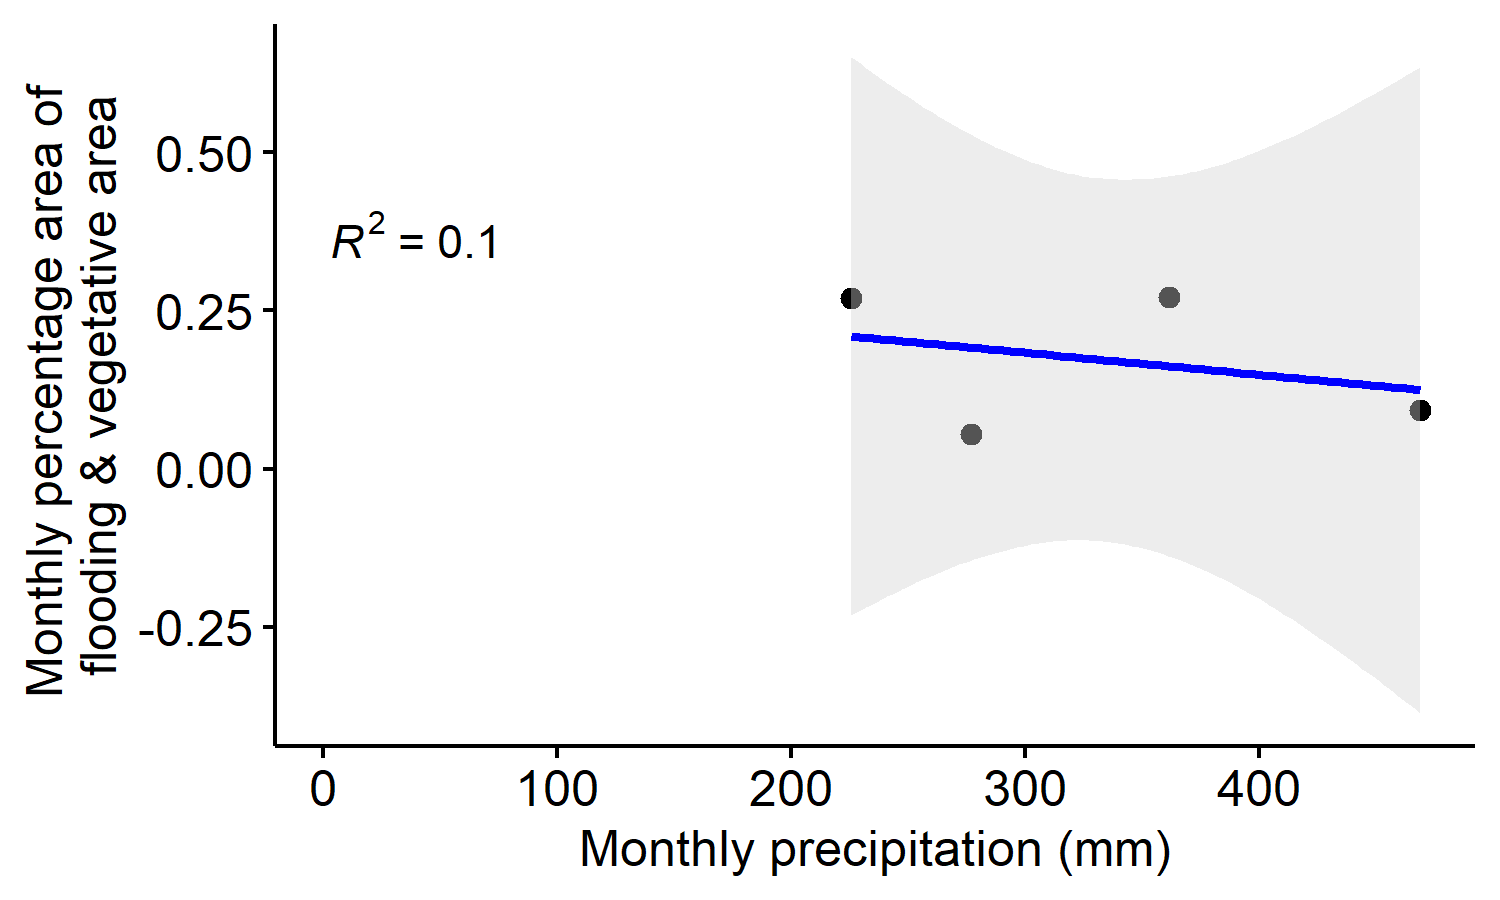 Monthly percentage area of
flooding & vegetative area
0.50
0.25
0.00
-0.25
R² = 0.1
0 100 200 300 400
Monthly precipitation (mm)